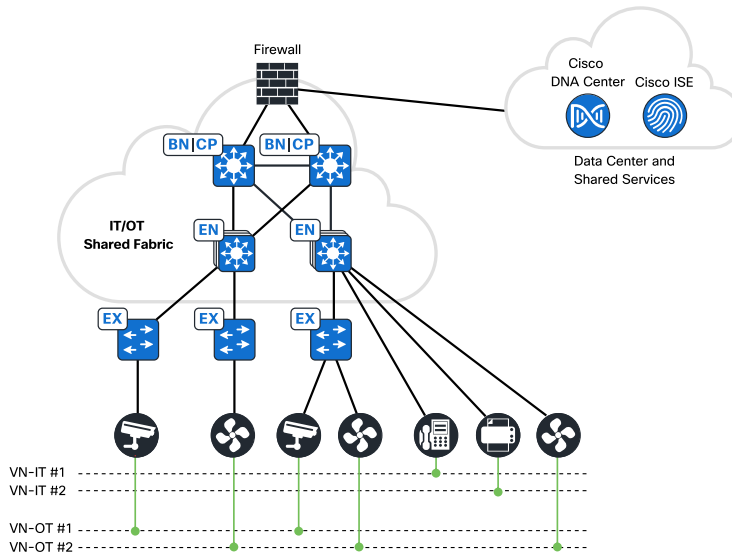 Firewall
Cisco
DNA Center
Cisco ISE
Data Center and
Shared Services
BN|CP
BN|CP
IT/OT
Shared Fabric
EN
EN
EX
EX
EX
VN-IT #1
VN-IT #2
VN-OT #1
VN-OT #2